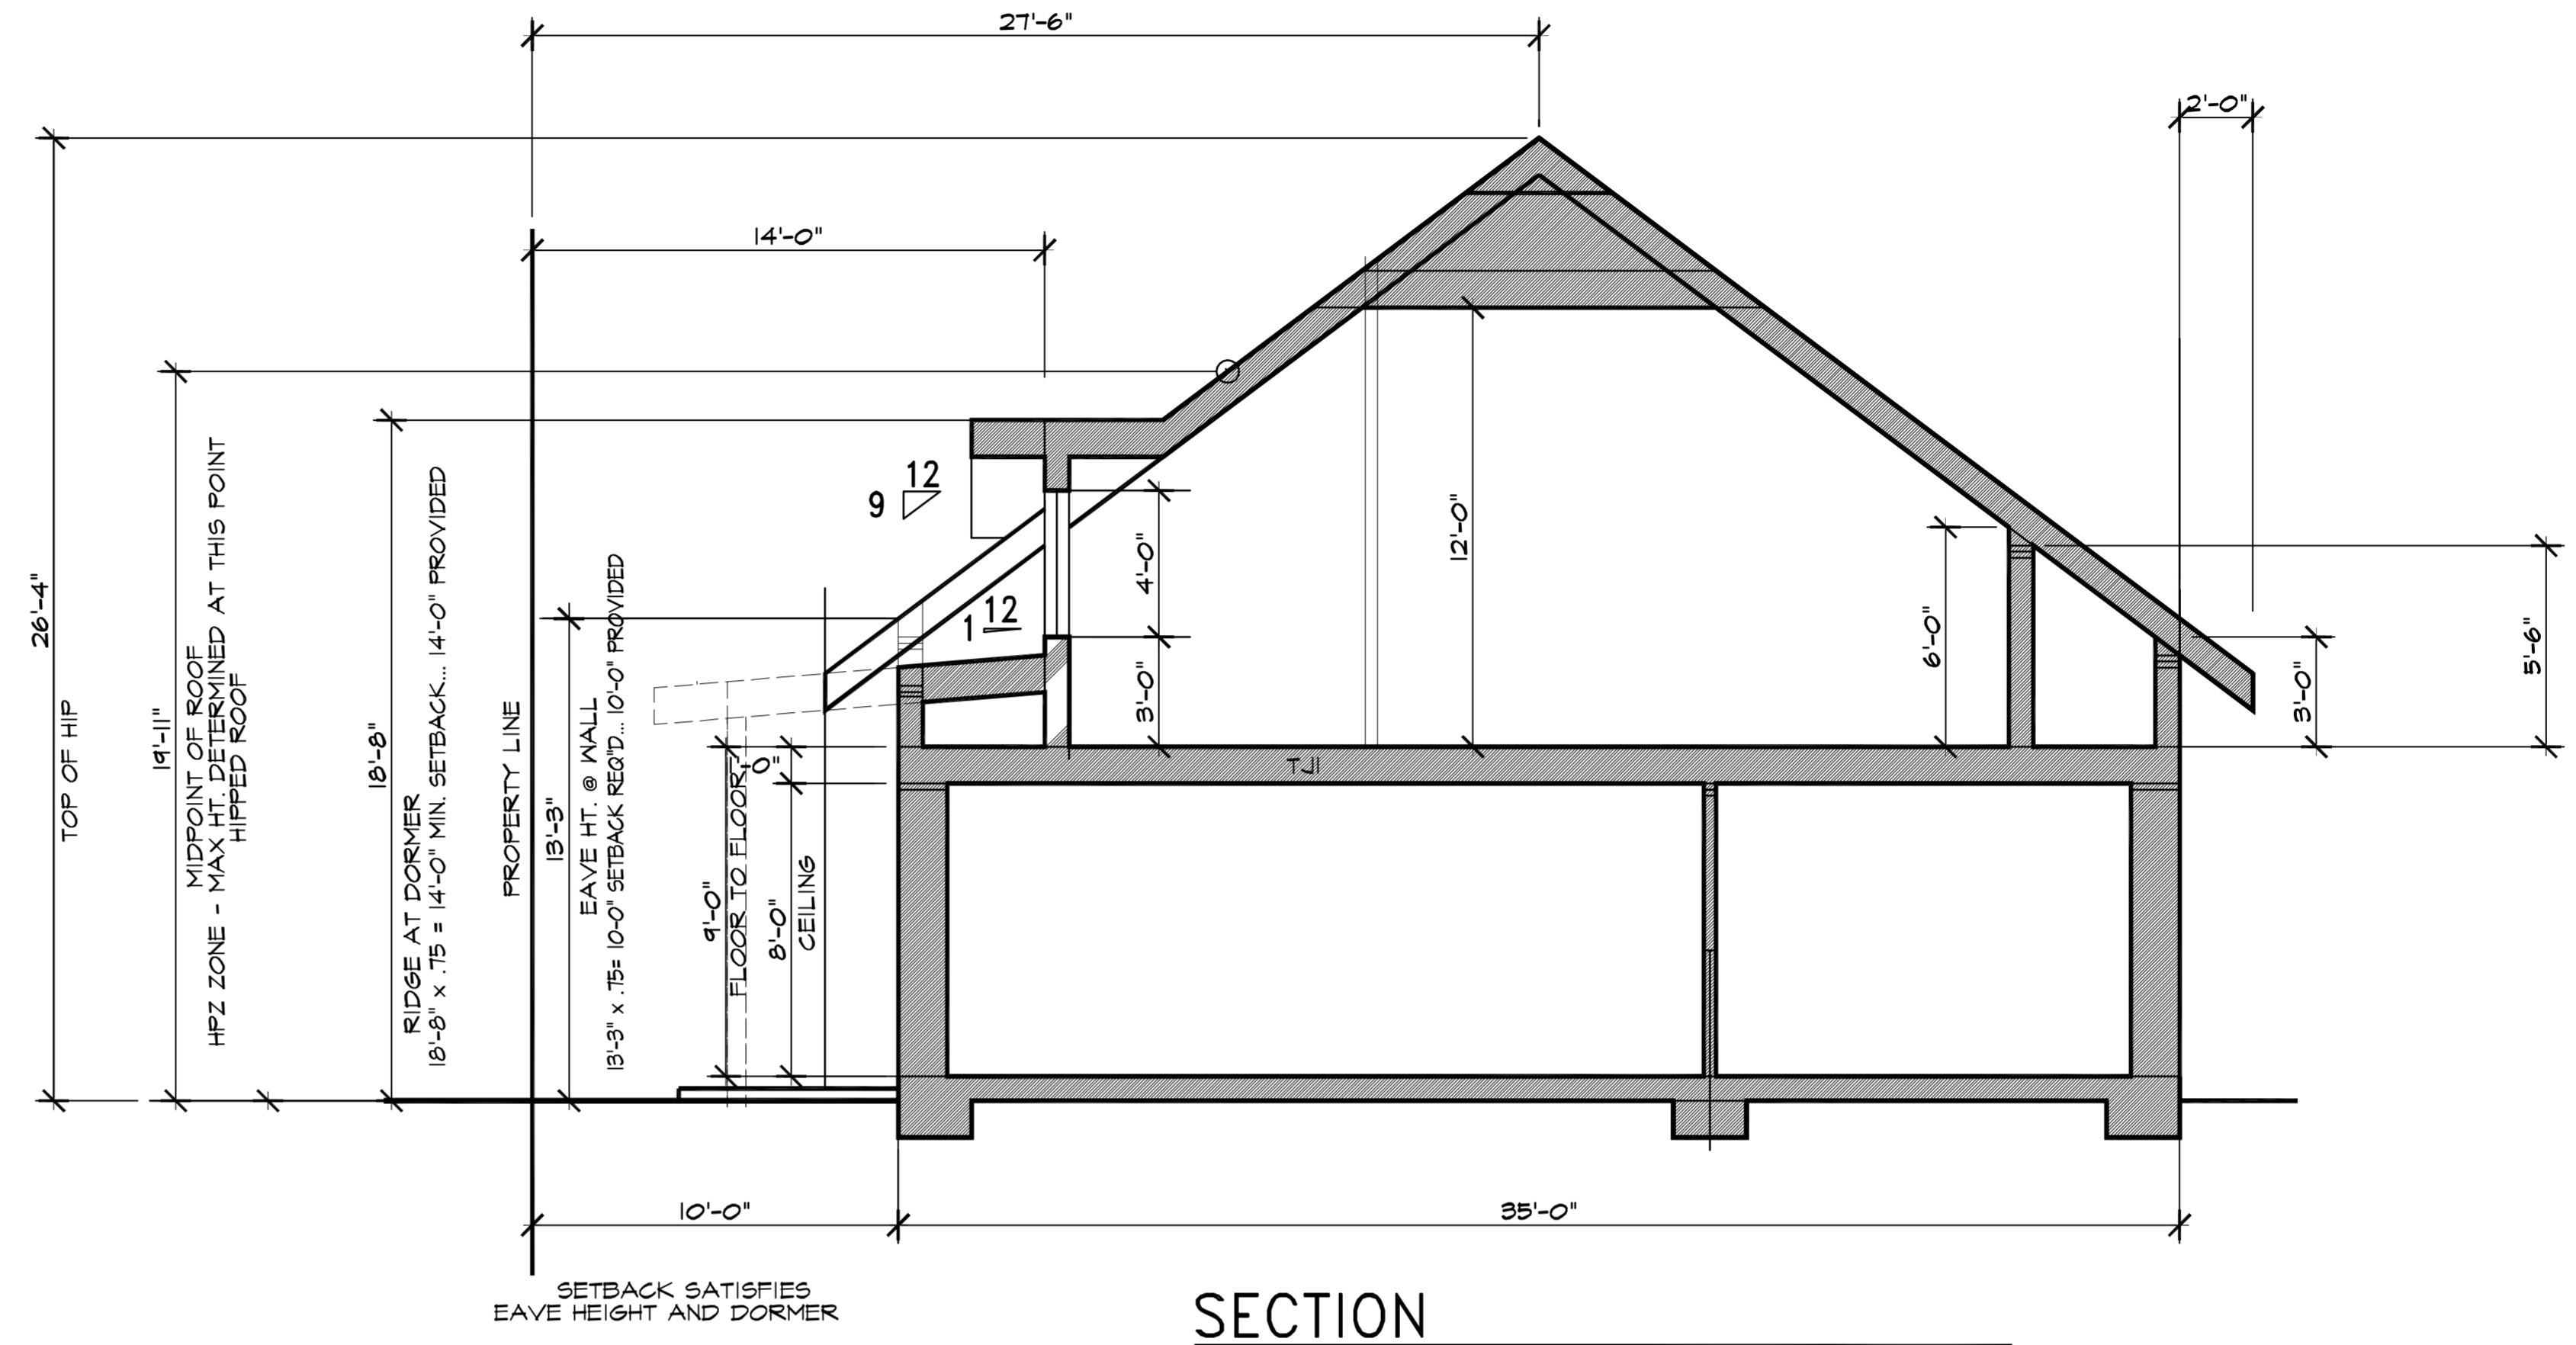 27'-6"
2'-0"
14'-0"
26'-4"
TOP OF HIP
19'-11"
MIDPOINT OF ROOF
HPZ ZONE - MAX HT. DETERMINED AT THIS POINT
HIPPED ROOF
18'-8"
RIDGE AT DORMER
18'-8" x .75 = 14'-0" MIN. SETBACK... 14'-0" PROVIDED
PROPERTY LINE
13'-3"
EAVE HT. @ WALL
13'-3" x .75= 10-0" SETBACK REQ'D... 10'-0" PROVIDED
9'-0"
FLOOR TO FLOOR
1'-0"
8'-0"
CEILING
12
9
12
1
4'-0"
3'-0"
12'-0"
6'-0"
3'-0"
5'-6"
TJI
10'-0"
35'-0"
SETBACK SATISFIES
EAVE HEIGHT AND DORMER
SECTION